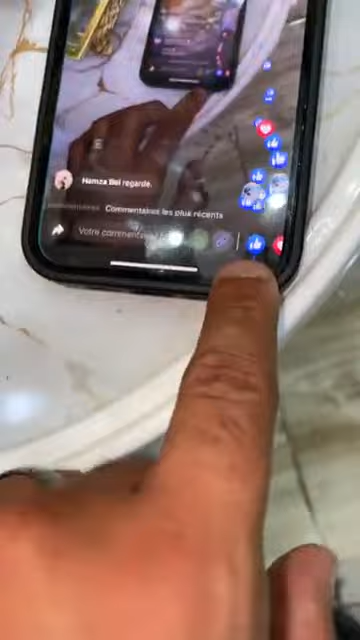 Hamza Bel regarde.
Commentaires les plus récents
Votre commentaire